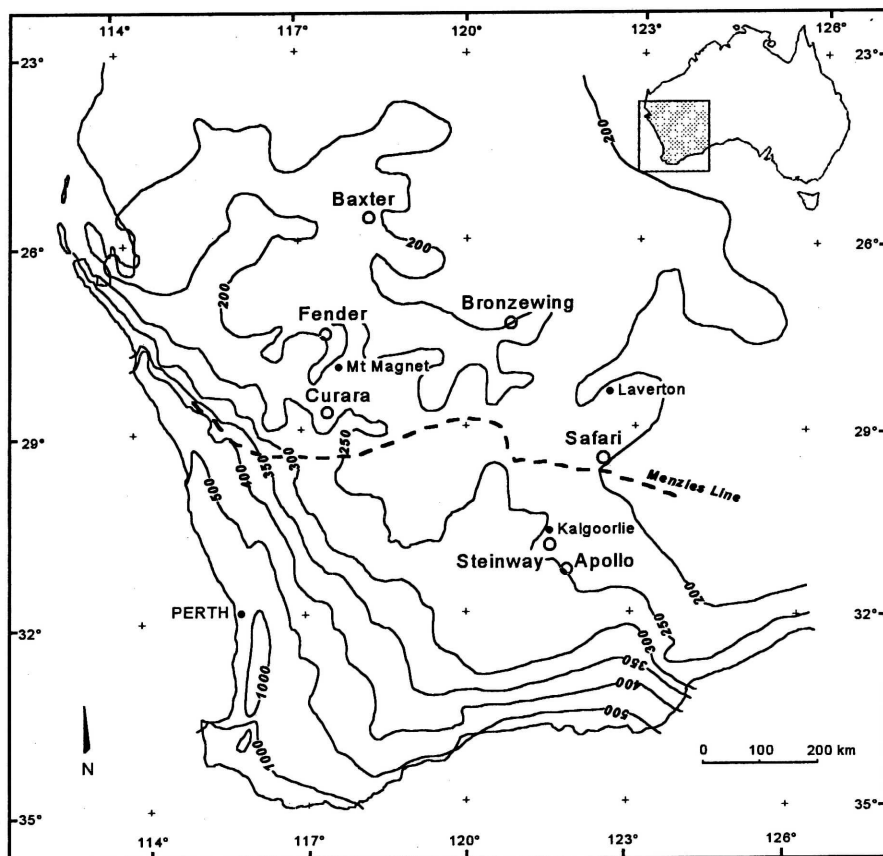 114° 117° 120° 123° 126°
23° 23°
200
Baxter
26° 200 26°
200
Fender Bronzewing
Mt Magnet
Curara Laverton
29° 250 Safari 29°
300
350
400
500
Menzies Line
Kalgoorlie
Steinway Apollo
PERTH 200
32° 250 32°
300
350
1000 400
500
1000
0 100 200 km
N
35° 35°
114° 117° 120° 123° 126°